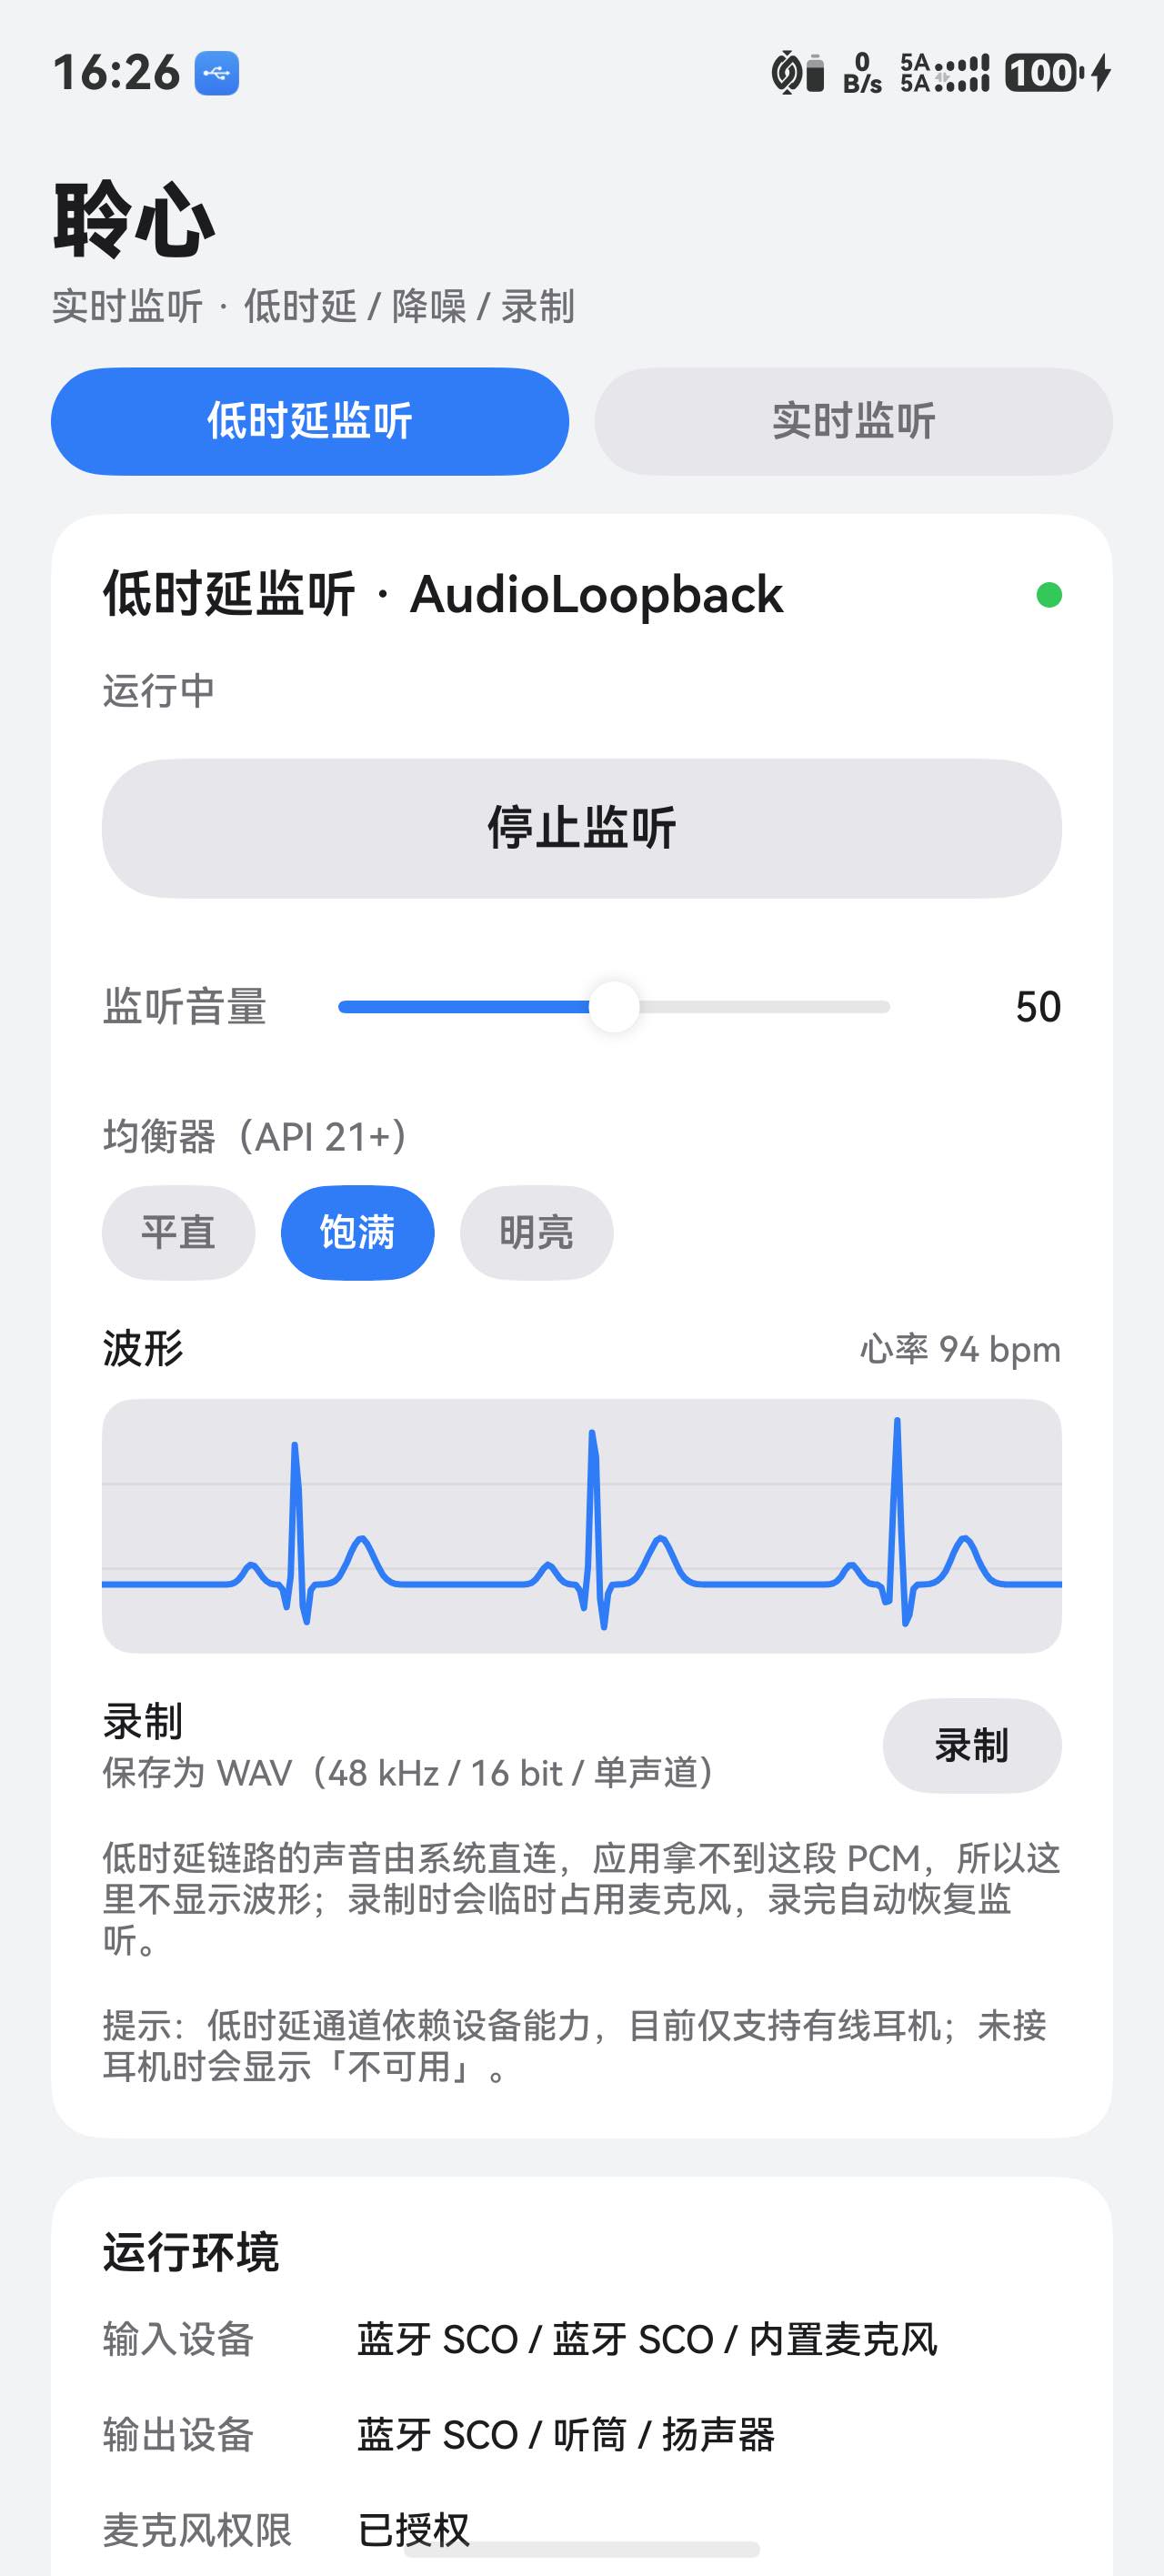 16:26
0 B/s
5A
5A
100
聆心
实时监听 · 低时延 / 降噪 / 录制
低时延监听 实时监听
低时延监听 · AudioLoopback
运行中
停止监听
监听音量 50
均衡器（API 21+）
平直 饱满 明亮
波形 心率 94 bpm
录制
保存为 WAV（48 kHz / 16 bit / 单声道）
录制
低时延链路的声音由系统直连，应用拿不到这段 PCM，所以这
里不显示波形；录制时会临时占用麦克风，录完自动恢复监
听。
提示：低时延通道依赖设备能力，目前仅支持有线耳机；未接
耳机时会显示「不可用」。
运行环境
输入设备 蓝牙 SCO / 蓝牙 SCO / 内置麦克风
输出设备 蓝牙 SCO / 听筒 / 扬声器
麦克风权限 已授权